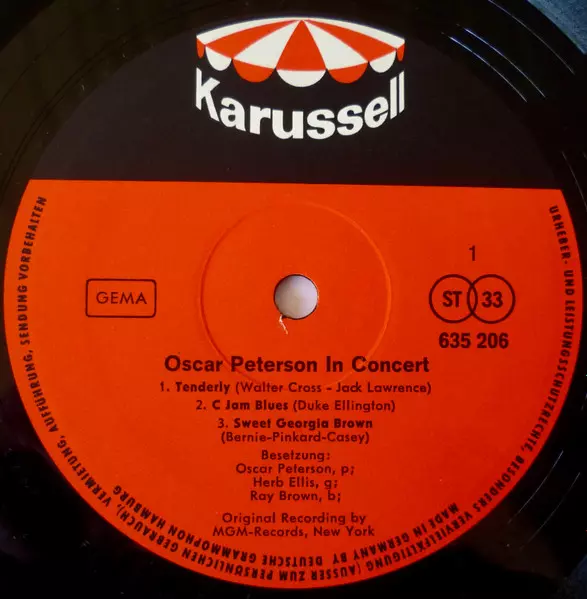 Karussell
GEMA
1
ST 33
635 206
Oscar Peterson In Concert
1. Tenderly (Walter Cross - Jack Lawrence)
2. C Jam Blues (Duke Ellington)
3. Sweet Georgia Brown
(Bernie-Pinkard-Casey)
Besetzung:
Oscar Peterson, p;
Herb Ellis, g;
Ray Brown, b;
Original Recording by
MGM-Records, New York
URHEBER- UND LEISTUNGSSCHUTZRECHTE, BESONDERS VERVIELFÄLTIGUNG (AUSSER ZUM PERSÖNLICHEN GEBRAUCH), VERMIETUNG, AUFFÜHRUNG, SENDUNG VORBEHALTEN
MADE IN GERMANY BY DEUTSCHE GRAMMOPHON HAMBURG